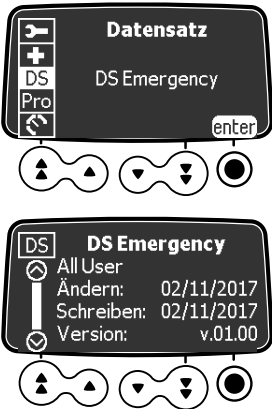 Datensatz
DS
DS Emergency
Pro
enter
DS
DS Emergency
All User
Ändern: 02/11/2017
Schreiben: 02/11/2017
Version: v.01.00